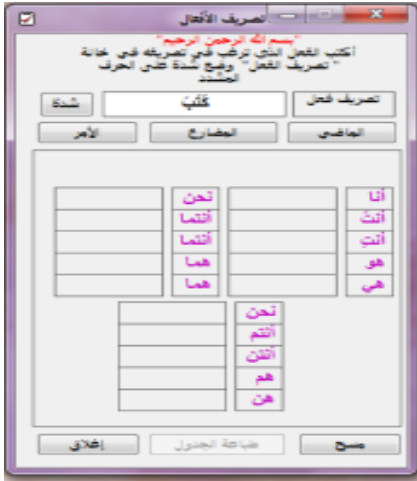 تصريف الأفعال
"بسم الله الرحمن الرحيم"
أكتب الفعل الذي ترغب في تصريفه في خانة
" تصريف الفعل" وضع شدة على الحرف
المشدد
تصريف فعل كَتَبَ شدة
الماضي المضارع الأمر
أنا نحن
أنتَ أنتما
أنتِ أنتما
هو هما
هي هما
نحن
أنتم
أنتن
هم
هن
مسح طباعة الجدول إغلاق